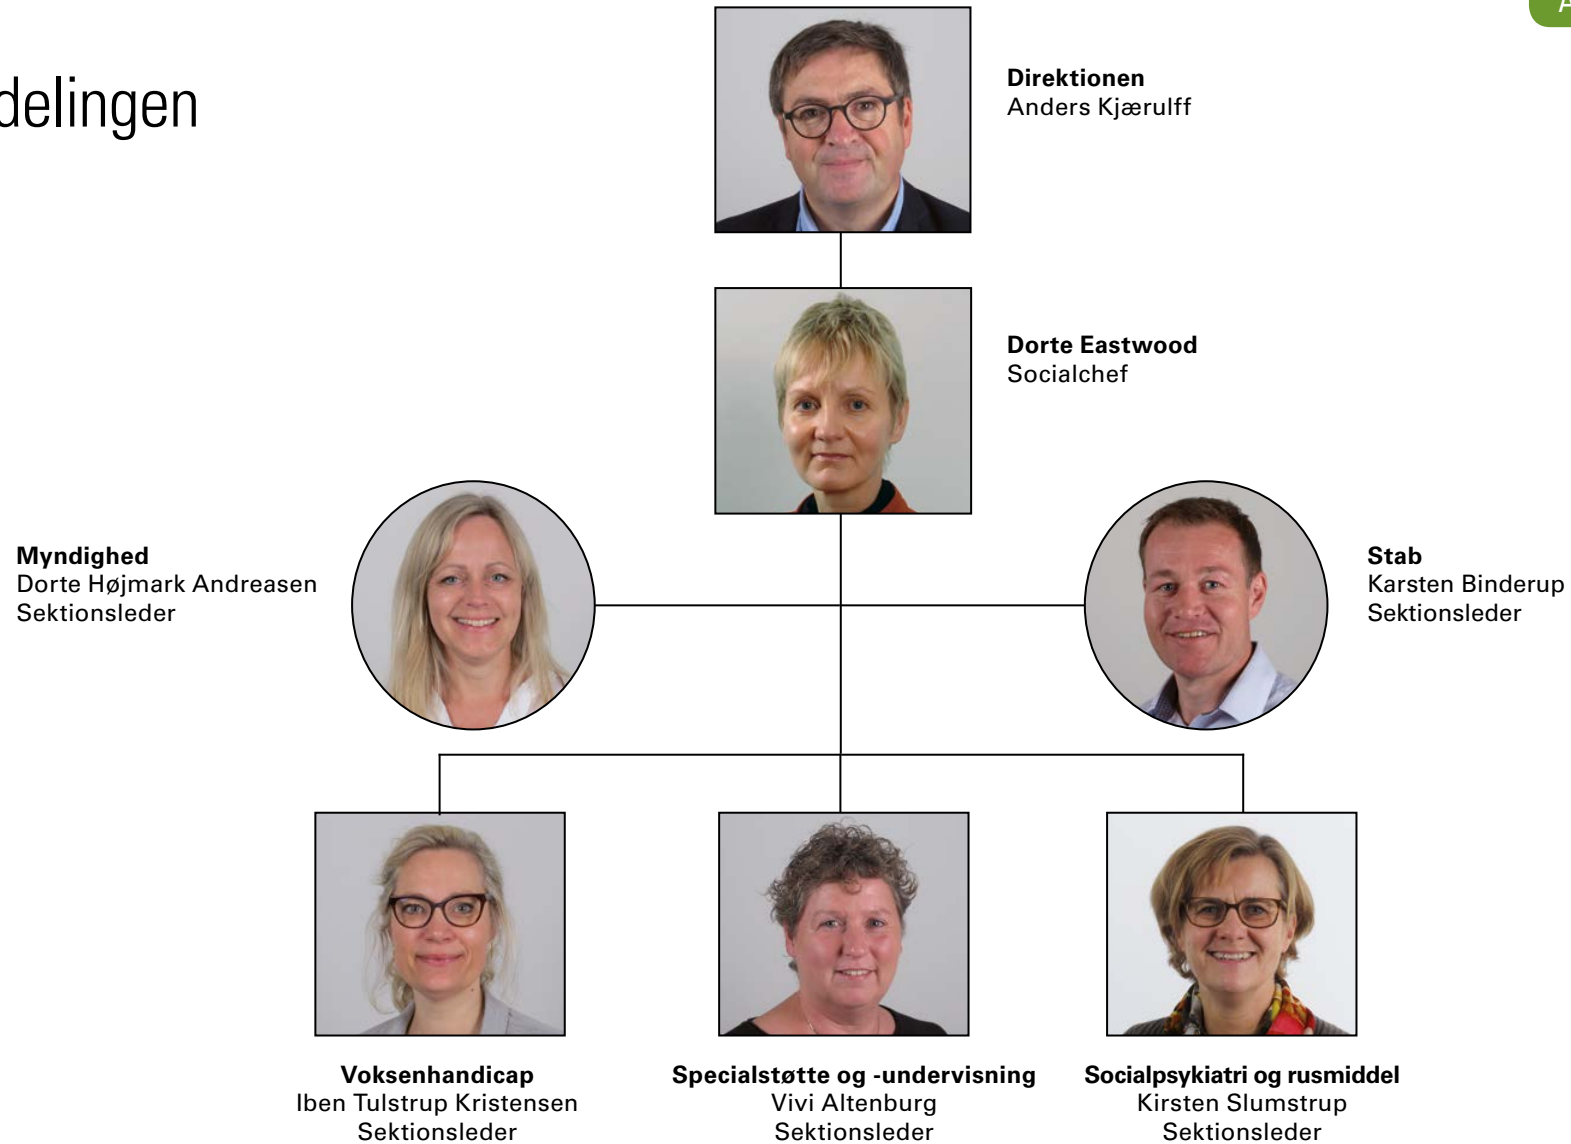 delingen
Direktionen
Anders Kjærulff
Dorte Eastwood
Socialchef
Myndighed
Dorte Højmark Andreasen
Sektionsleder
Stab
Karsten Binderup
Sektionsleder
Voksenhandicap
Iben Tulstrup Kristensen
Sektionsleder
Specialstøtte og -undervisning
Vivi Altenburg
Sektionsleder
Socialpsykiatri og rusmiddel
Kirsten Slumstrup
Sektionsleder